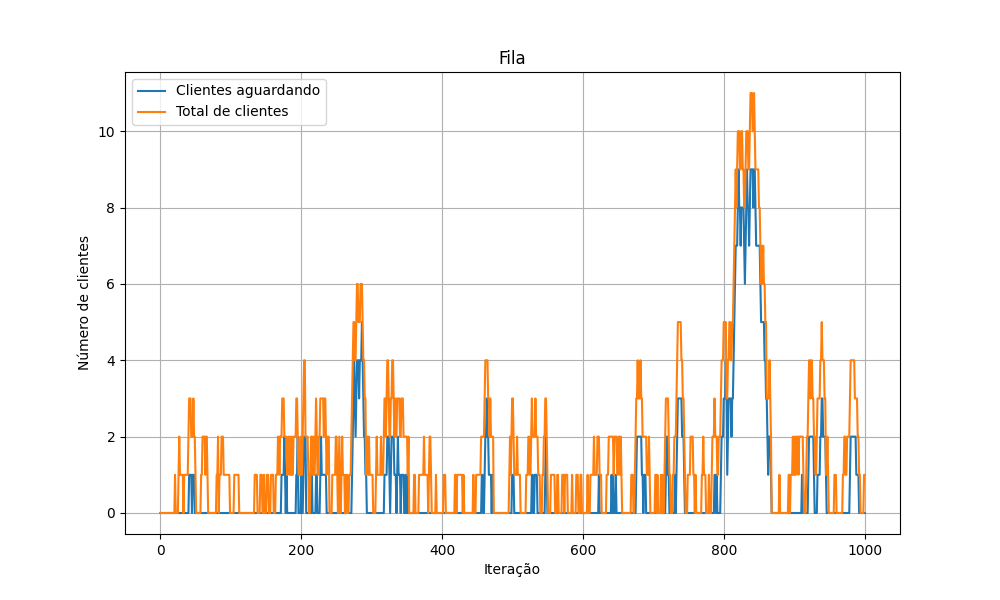 Fila
Clientes aguardando
Total de clientes
Número de clientes
10
8
6
4
2
0
0 200 400 600 800 1000
Iteração